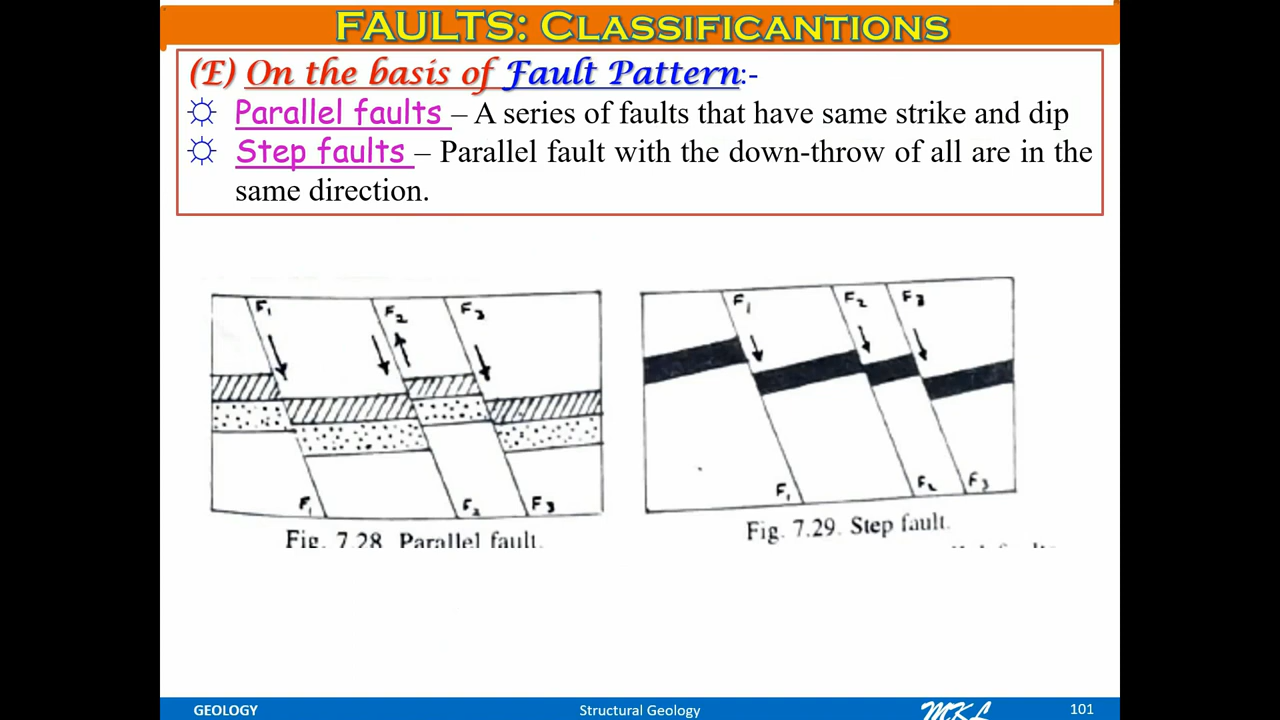 FAULTS: CLASSIFICANTIONS
(E) On the basis of Fault Pattern:-
Parallel faults – A series of faults that have same strike and dip
Step faults – Parallel fault with the down-throw of all are in the
same direction.
F₁ F₂ F₃
F₁ F₂ F₃
Fig. 7.28. Parallel fault.
F₁ F₂ F₃
F₁ F₂ F₃
Fig. 7.29. Step fault.
GEOLOGY
Structural Geology
MKL
101